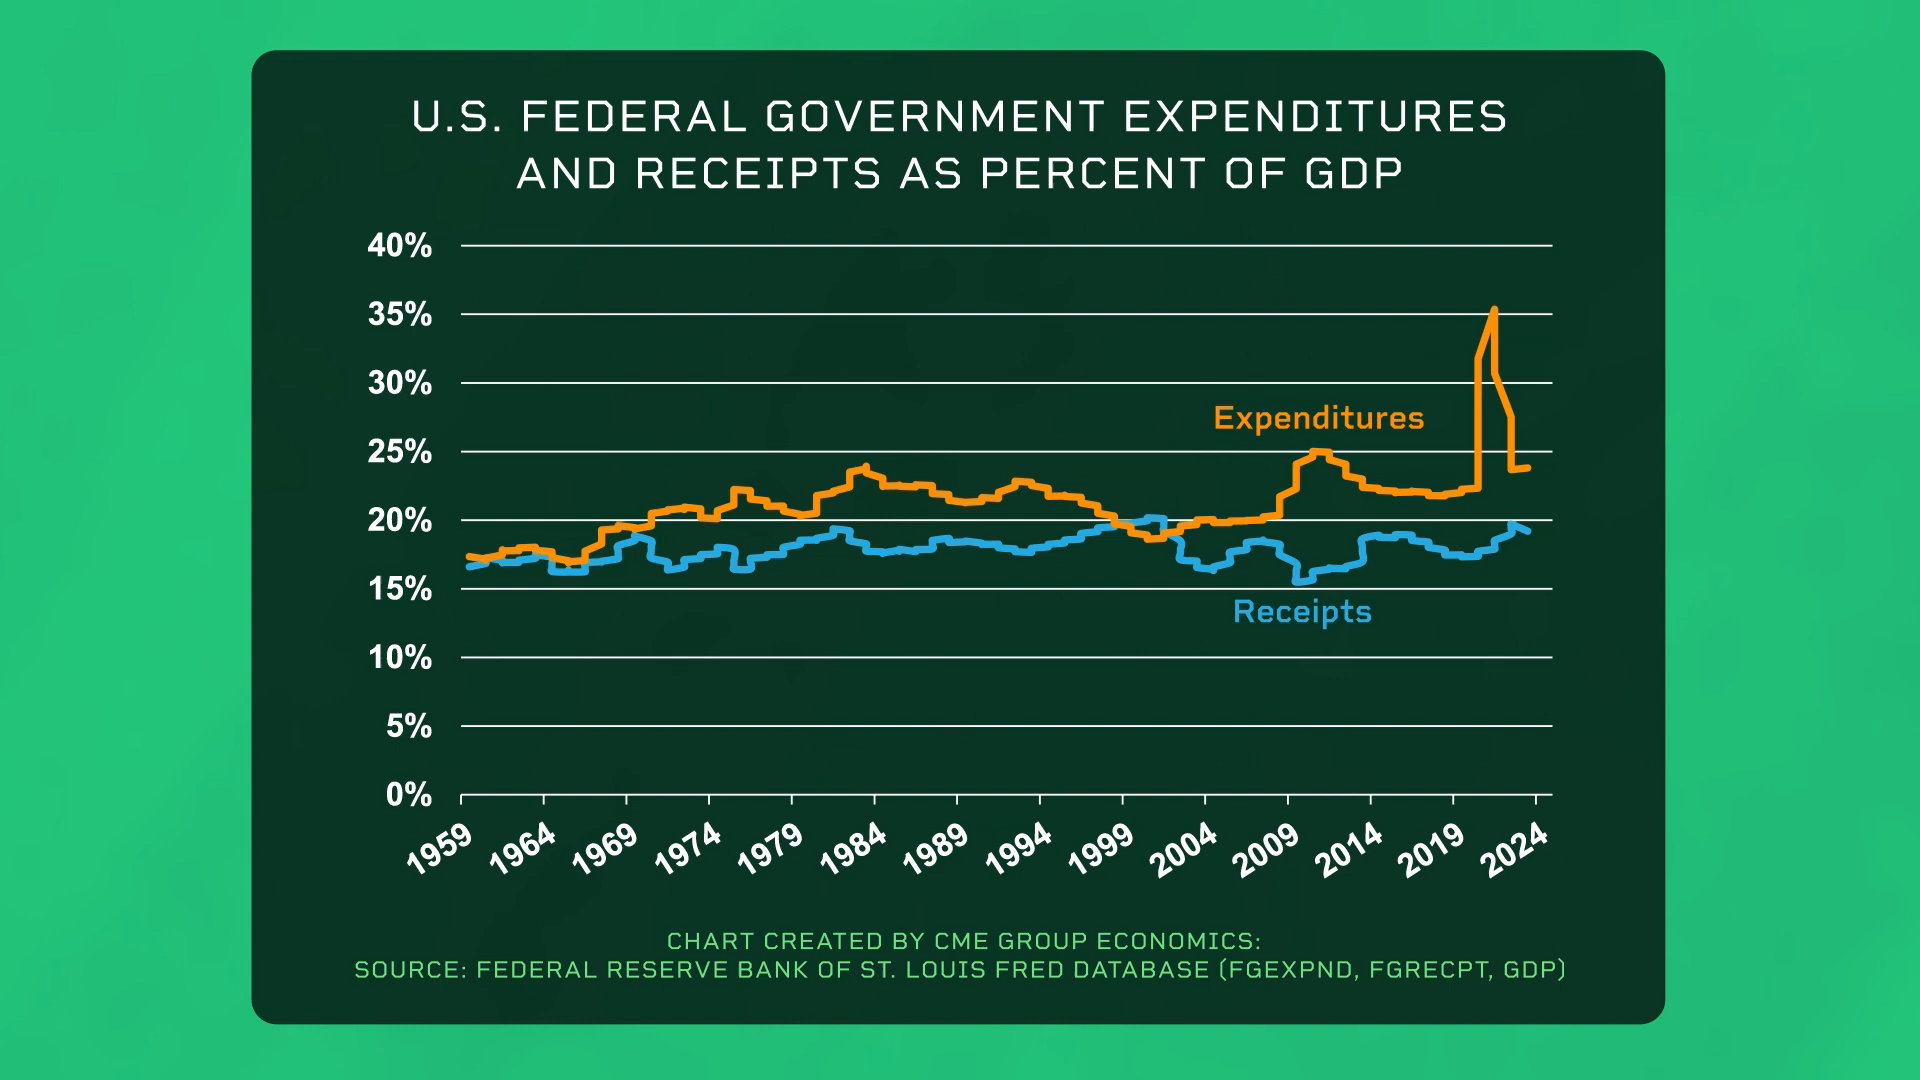 U.S. FEDERAL GOVERNMENT EXPENDITURES
AND RECEIPTS AS PERCENT OF GDP
40%
35%
30%
Expenditures
25%
20%
15%
Receipts
10%
5%
0%
1959 1964 1969 1974 1979 1984 1989 1994 1999 2004 2009 2014 2019 2024
CHART CREATED BY CME GROUP ECONOMICS:
SOURCE: FEDERAL RESERVE BANK OF ST. LOUIS FRED DATABASE (FGEXPND, FGRECPT, GDP)